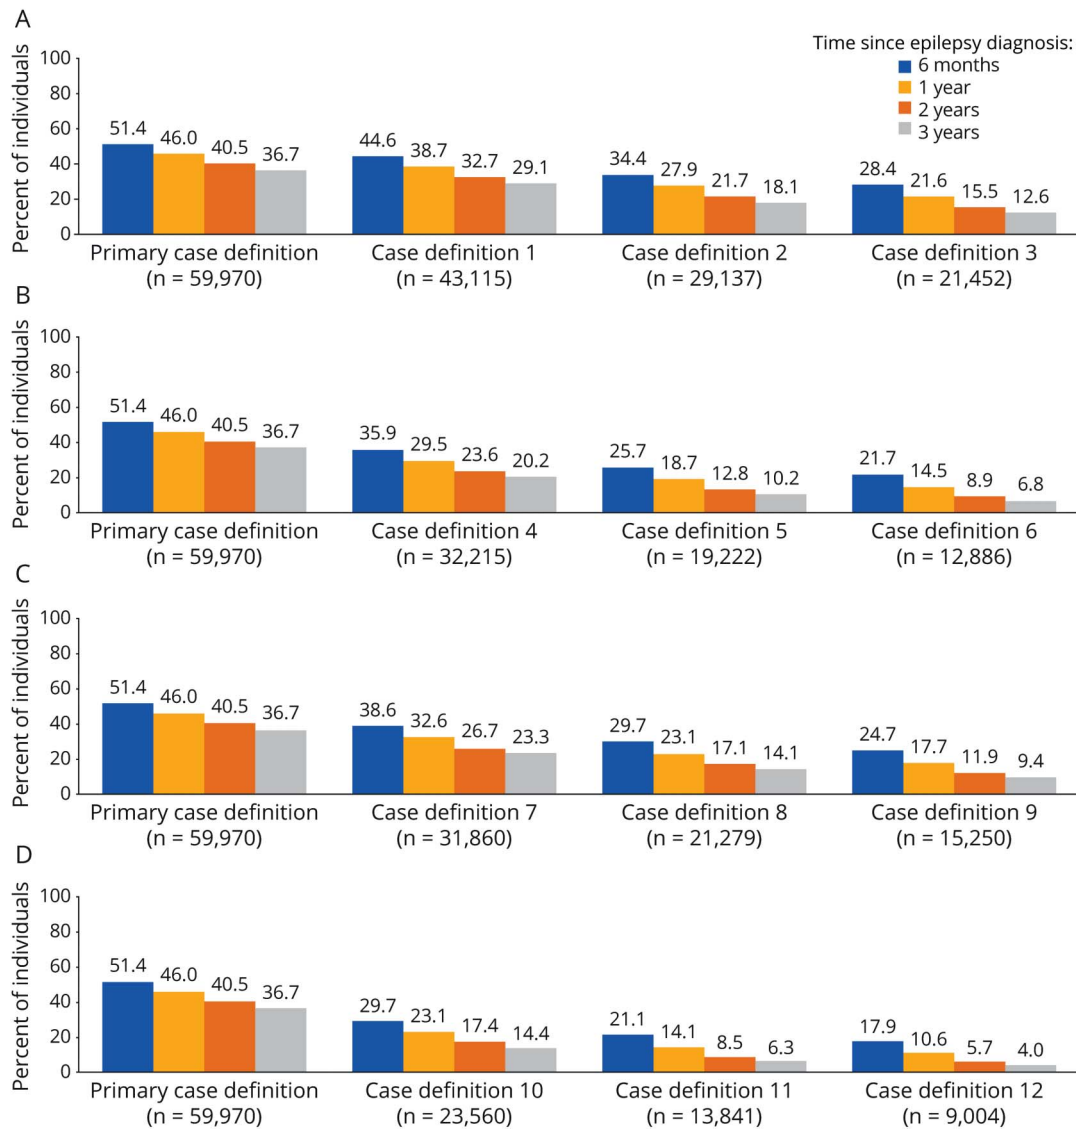 A
Time since epilepsy diagnosis:
6 months
1 year
2 years
3 years
Percent of individuals
100
80
60
40
20
0
51.4 46.0 40.5 36.7
44.6 38.7 32.7 29.1
34.4 27.9 21.7 18.1
28.4 21.6 15.5 12.6
Primary case definition
(n = 59,970)
Case definition 1
(n = 43,115)
Case definition 2
(n = 29,137)
Case definition 3
(n = 21,452)
B
Percent of individuals
100
80
60
40
20
0
51.4 46.0 40.5 36.7
35.9 29.5 23.6 20.2
25.7 18.7 12.8 10.2
21.7 14.5 8.9 6.8
Primary case definition
(n = 59,970)
Case definition 4
(n = 32,215)
Case definition 5
(n = 19,222)
Case definition 6
(n = 12,886)
C
Percent of individuals
100
80
60
40
20
0
51.4 46.0 40.5 36.7
38.6 32.6 26.7 23.3
29.7 23.1 17.1 14.1
24.7 17.7 11.9 9.4
Primary case definition
(n = 59,970)
Case definition 7
(n = 31,860)
Case definition 8
(n = 21,279)
Case definition 9
(n = 15,250)
D
Percent of individuals
100
80
60
40
20
0
51.4 46.0 40.5 36.7
29.7 23.1 17.4 14.4
21.1 14.1 8.5 6.3
17.9 10.6 5.7 4.0
Primary case definition
(n = 59,970)
Case definition 10
(n = 23,560)
Case definition 11
(n = 13,841)
Case definition 12
(n = 9,004)